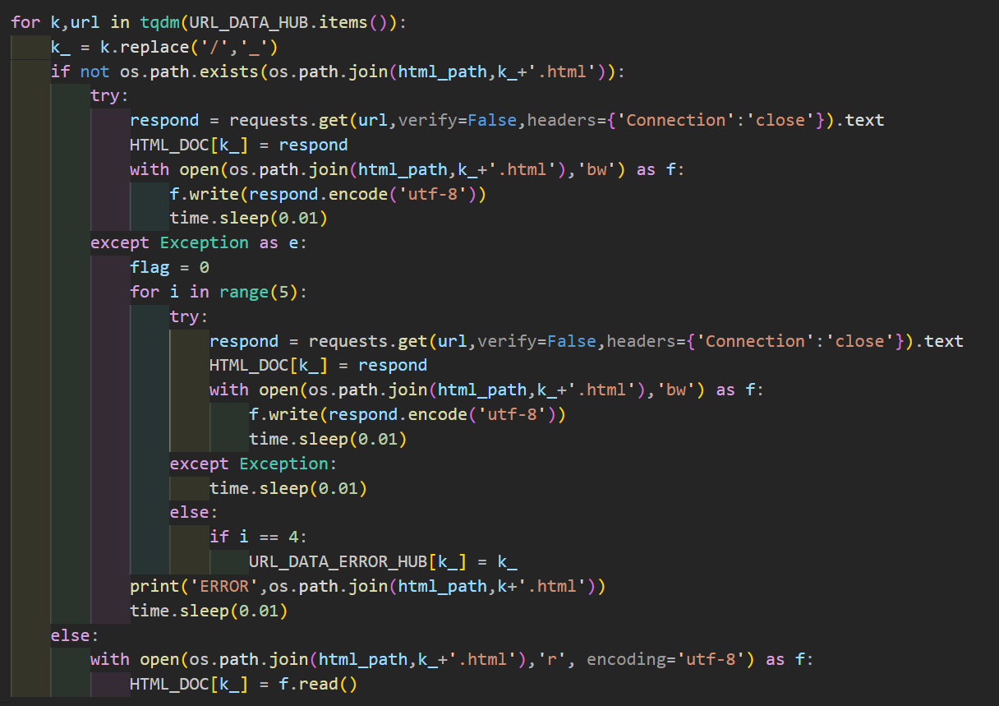 for k,url in tqdm(URL_DATA_HUB.items()):
    k_ = k.replace('/','_')
    if not os.path.exists(os.path.join(html_path,k_+'.html')):
        try:
            respond = requests.get(url,verify=False,headers={'Connection':'close'}).text
            HTML_DOC[k_] = respond
            with open(os.path.join(html_path,k_+'.html'),'bw') as f:
                f.write(respond.encode('utf-8'))
                time.sleep(0.01)
        except Exception as e:
            flag = 0
            for i in range(5):
                try:
                    respond = requests.get(url,verify=False,headers={'Connection':'close'}).text
                    HTML_DOC[k_] = respond
                    with open(os.path.join(html_path,k_+'.html'),'bw') as f:
                        f.write(respond.encode('utf-8'))
                        time.sleep(0.01)
                except Exception:
                    time.sleep(0.01)
                else:
                    if i == 4:
                        URL_DATA_ERROR_HUB[k_] = k_
            print('ERROR',os.path.join(html_path,k+'.html'))
            time.sleep(0.01)
    else:
        with open(os.path.join(html_path,k_+'.html'),'r', encoding='utf-8') as f:
            HTML_DOC[k_] = f.read()